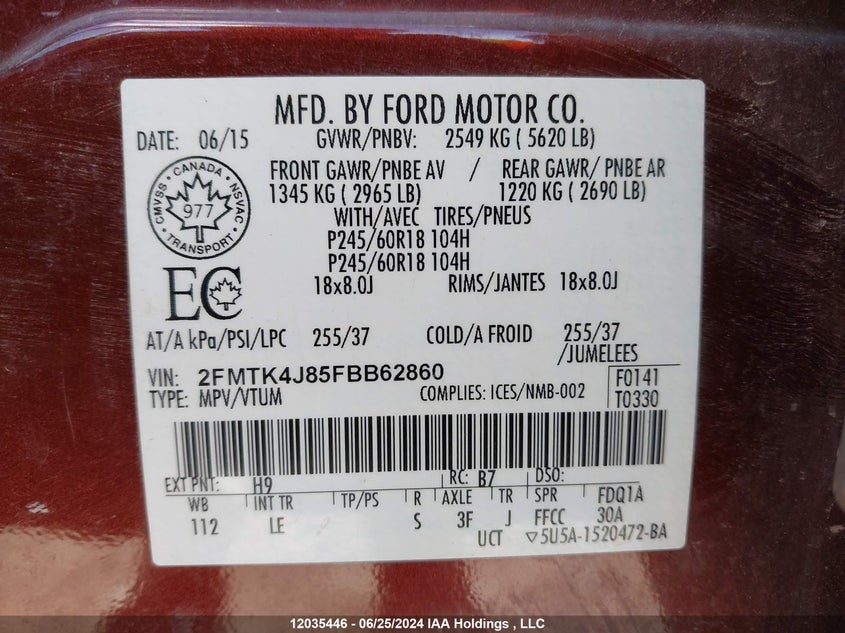 MFD. BY FORD MOTOR CO.
DATE: 06/15 GVWR/PNBV: 2549 KG ( 5620 LB)
FRONT GAWR/PNBE AV / REAR GAWR/ PNBE AR
1345 KG ( 2965 LB) 1220 KG ( 2690 LB)
WITH/AVEC TIRES/PNEUS
P245/60R18 104H
P245/60R18 104H
18x8.0J RIMS/JANTES 18x8.0J
CANADA
CMVSS NSVAC
977
TRANSPORT
EC
AT/A kPa/PSI/LPC 255/37 COLD/A FROID 255/37
/JUMELEES
VIN: 2FMTK4J85FBB62860
TYPE: MPV/VTUM COMPLIES: ICES/NMB-002
F0141
T0330
EXT PNT: H9 RC: B7 DSO:
WB INT TR TP/PS R AXLE TR SPR FDQ1A
112 LE S 3F J FFCC 30A
UCT ▽5U5A-1520472-BA
12035446 - 06/25/2024 IAA Holdings , LLC